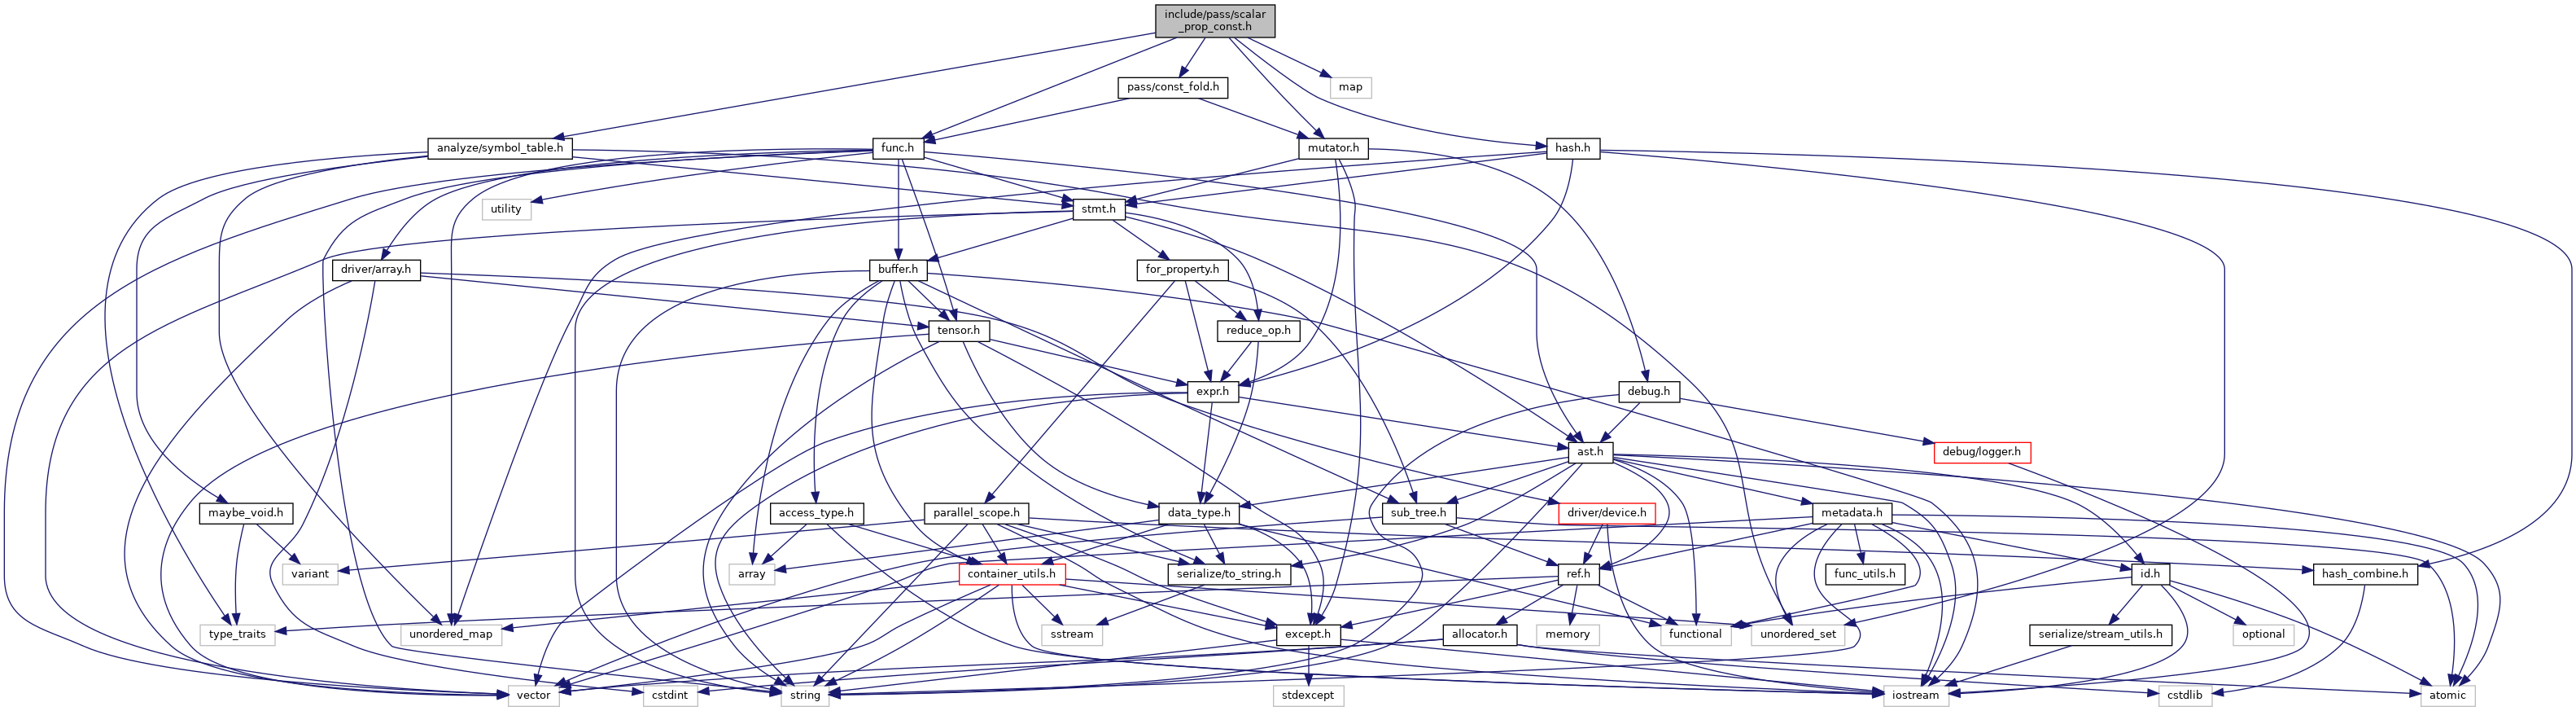 include/pass/scalar
_prop_const.h
pass/const_fold.h
map
analyze/symbol_table.h
func.h
mutator.h
hash.h
utility
stmt.h
driver/array.h
buffer.h
for_property.h
tensor.h
reduce_op.h
expr.h
debug.h
ast.h
debug/logger.h
maybe_void.h
access_type.h
parallel_scope.h
data_type.h
sub_tree.h
driver/device.h
metadata.h
variant
array
container_utils.h
serialize/to_string.h
ref.h
func_utils.h
id.h
hash_combine.h
type_traits
unordered_map
sstream
except.h
allocator.h
memory
functional
unordered_set
serialize/stream_utils.h
optional
vector
cstdint
string
stdexcept
iostream
cstdlib
atomic